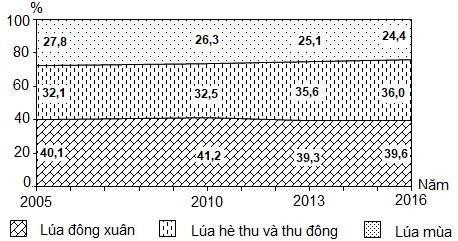 %
100
27,8 26,3 25,1 24,4
80
60
32,1 32,5 35,6 36,0
40
20
40,1 41,2 39,3 39,6
0
2005 2010 2013 2016 Năm
Lúa đông xuân Lúa hè thu và thu đông Lúa mùa